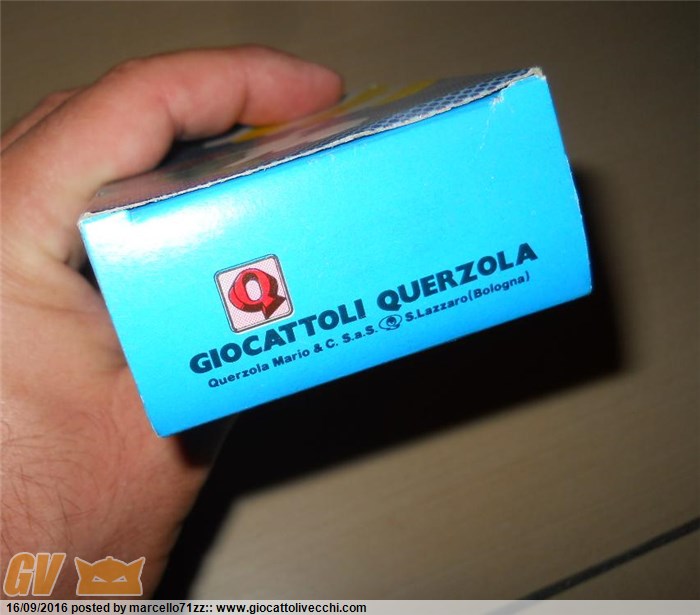 Q
GIOCATTOLI QUERZOLA
Querzola Mario & C. S.a.S. Q S.Lazzaro(Bologna)
GV
16/09/2016 posted by marcello71zz:: www.giocattolivecchi.com